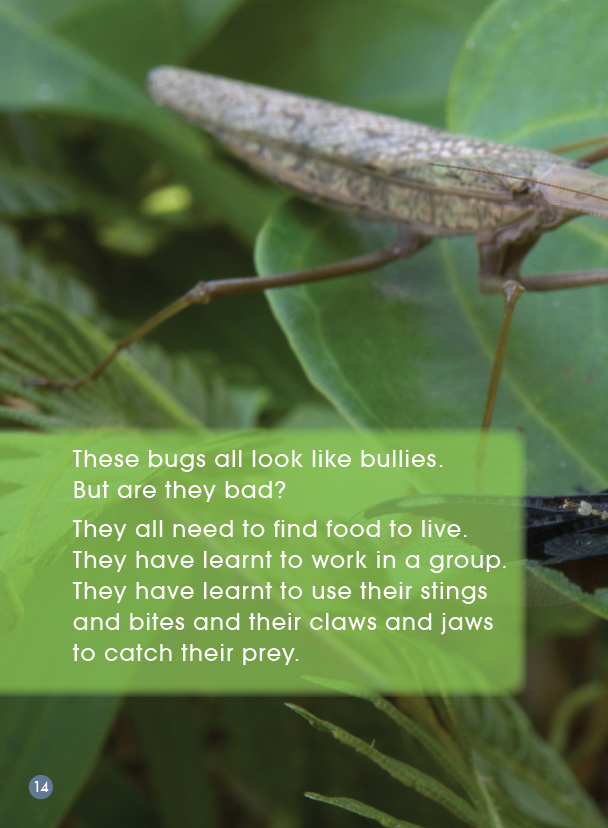 These bugs all look like bullies.
But are they bad?
They all need to find food to live.
They have learnt to work in a group.
They have learnt to use their stings
and bites and their claws and jaws
to catch their prey.
14